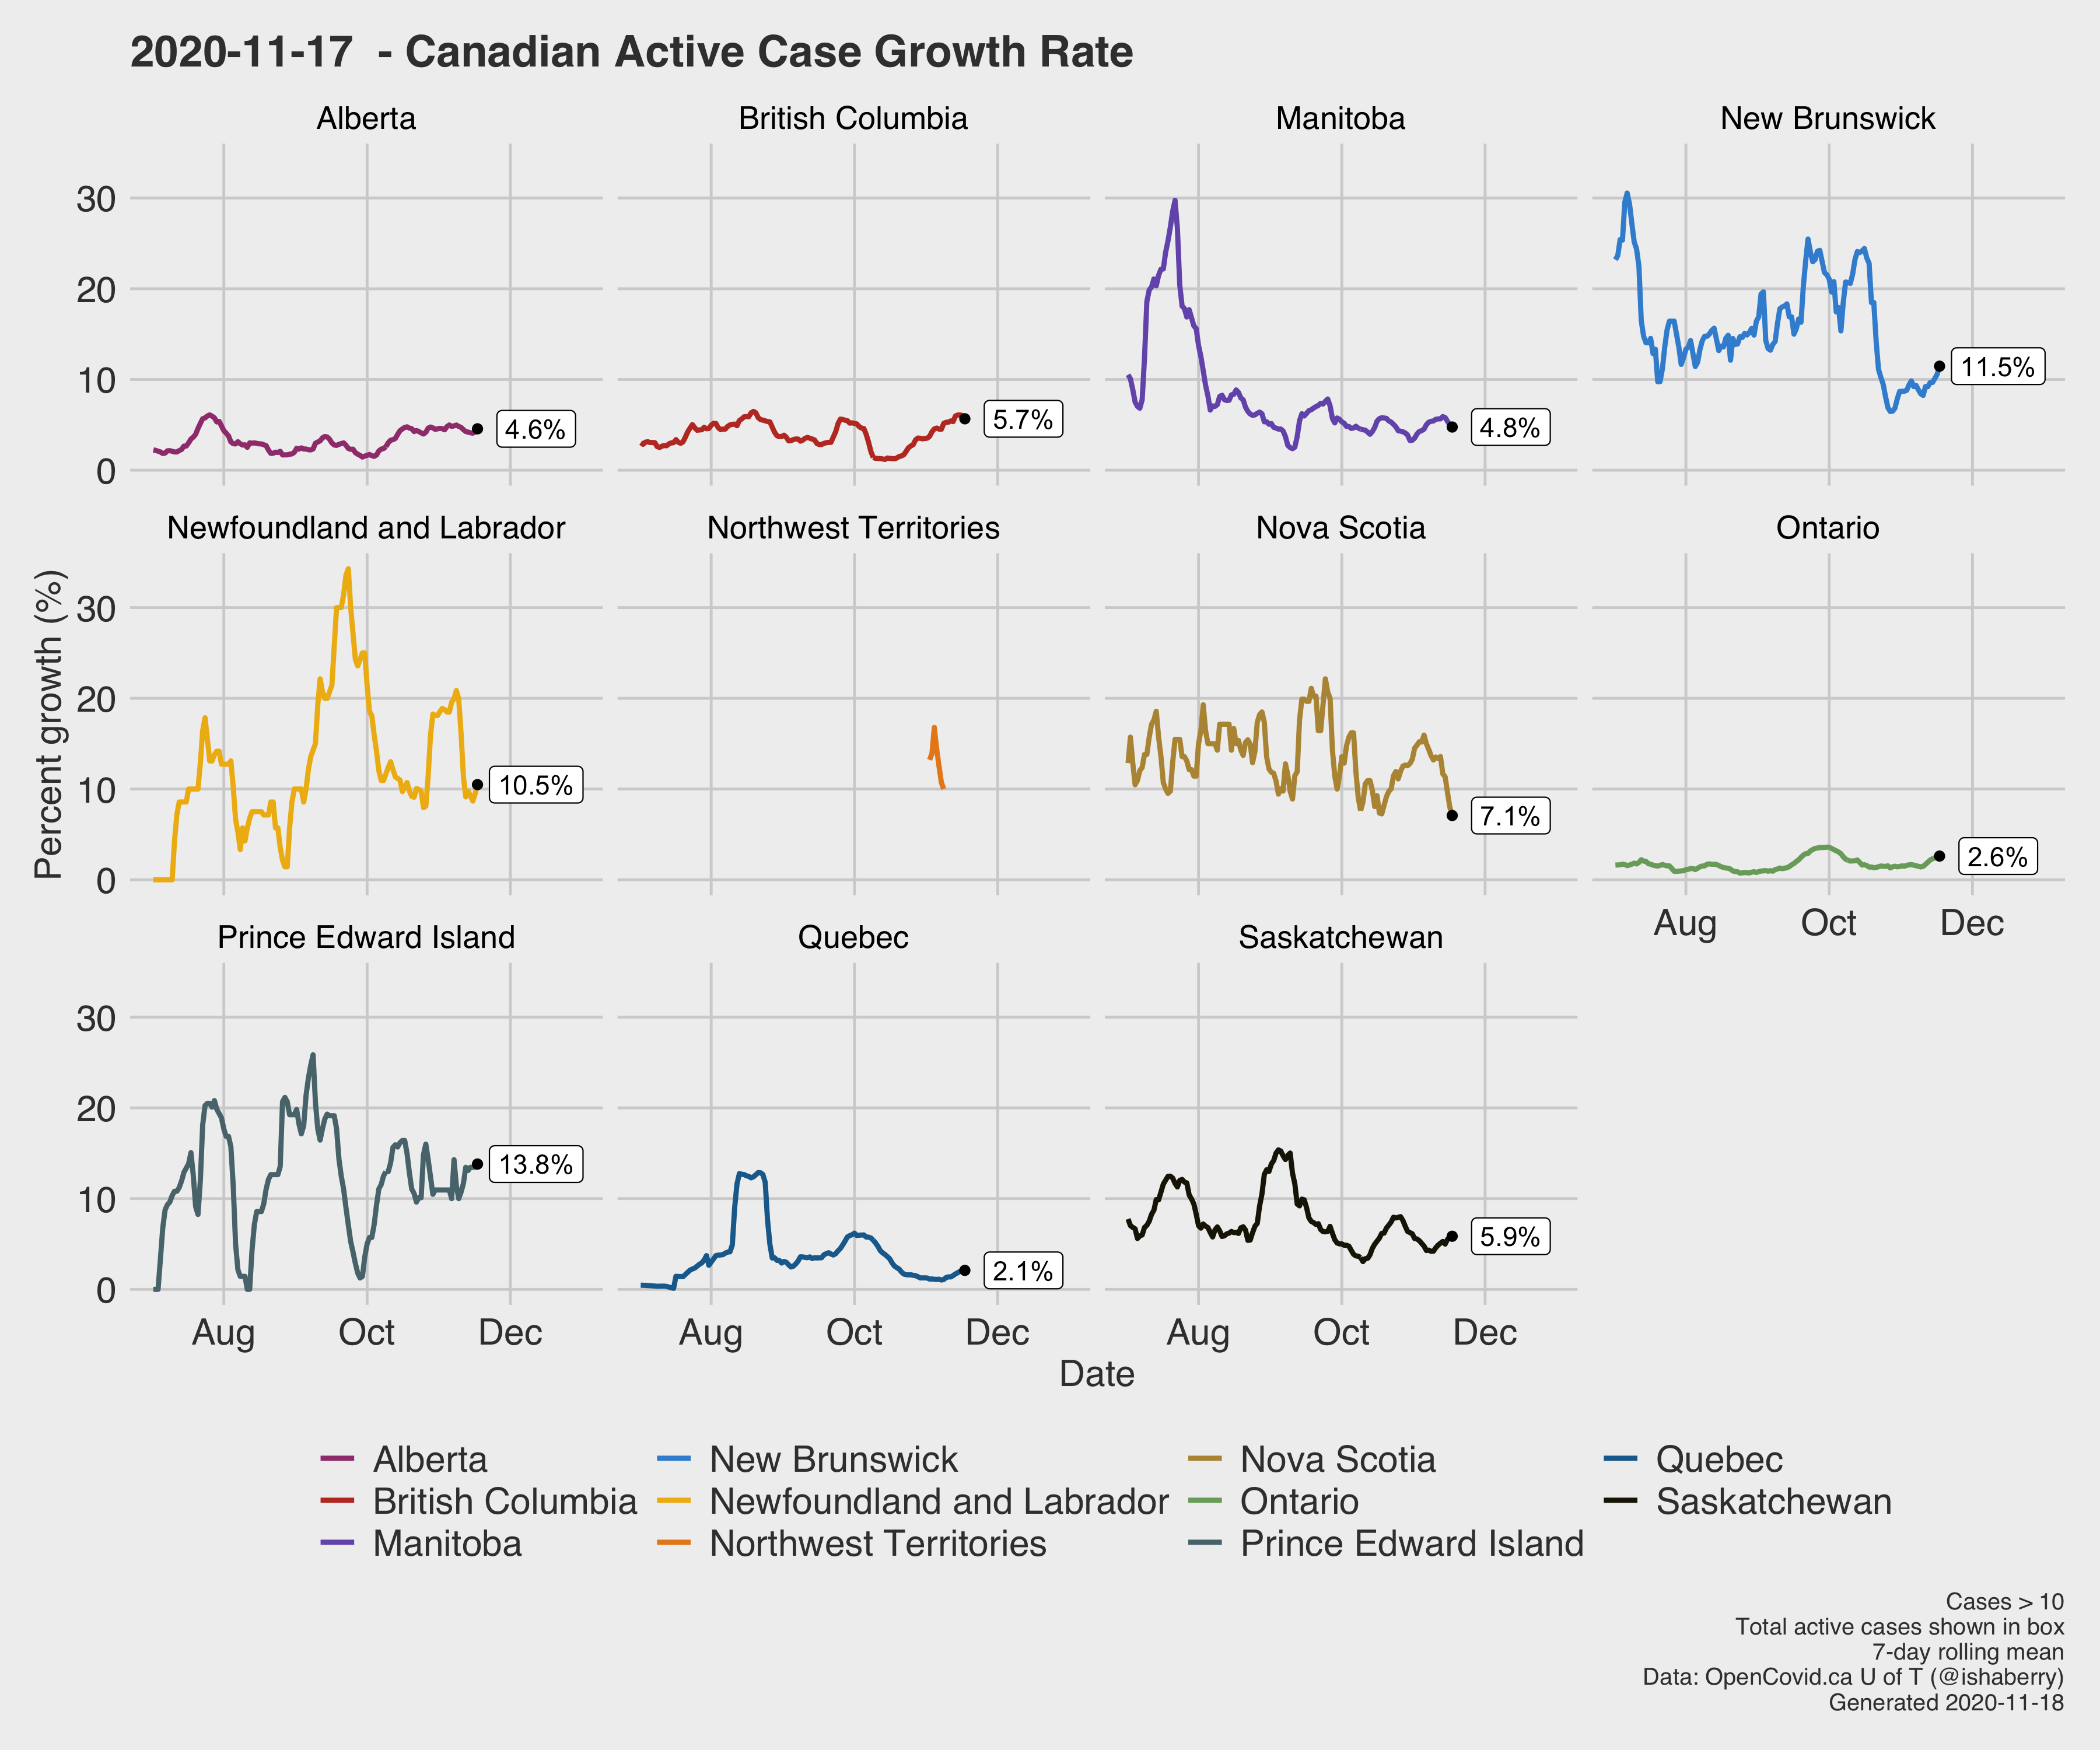 2020-11-17 - Canadian Active Case Growth Rate
Alberta
British Columbia
Manitoba
New Brunswick
30
20
10
0
4.6%
5.7%
4.8%
11.5%
Newfoundland and Labrador
Northwest Territories
Nova Scotia
Ontario
Percent growth (%)
30
20
10
0
10.5%
7.1%
2.6%
Aug
Oct
Dec
Prince Edward Island
Quebec
Saskatchewan
30
20
10
0
13.8%
2.1%
5.9%
Aug
Oct
Dec
Aug
Oct
Dec
Aug
Oct
Dec
Date
Alberta
British Columbia
Manitoba
New Brunswick
Newfoundland and Labrador
Northwest Territories
Nova Scotia
Ontario
Prince Edward Island
Quebec
Saskatchewan
Cases > 10
Total active cases shown in box
7-day rolling mean
Data: OpenCovid.ca U of T (@ishaberry)
Generated 2020-11-18